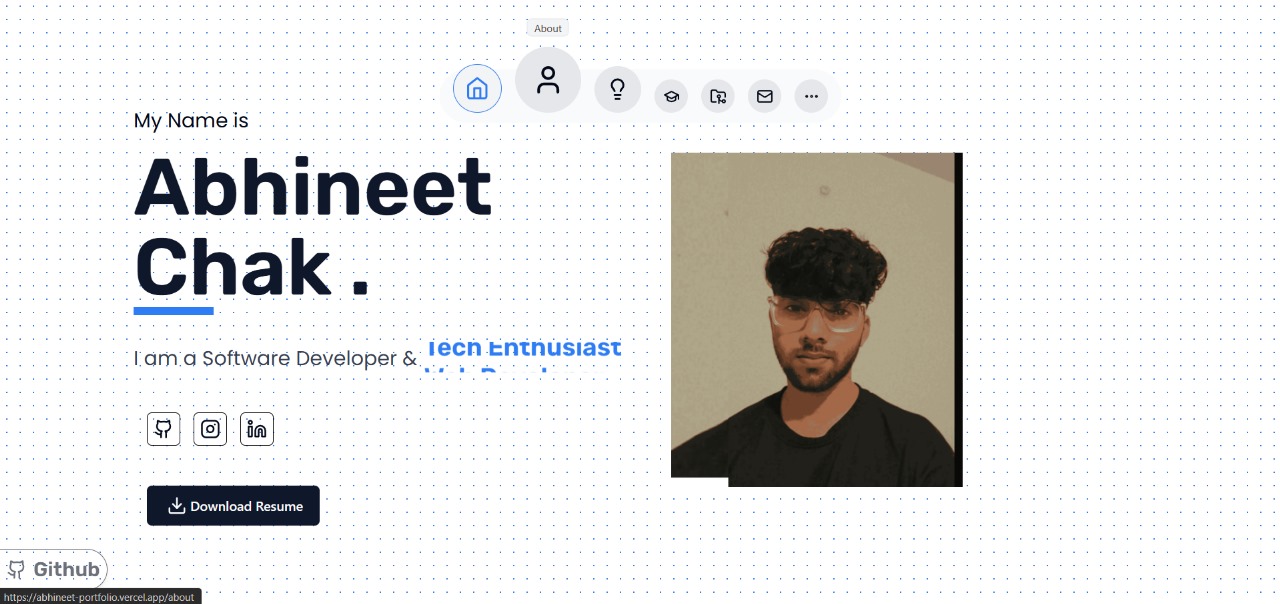 About
My Name is
Abhineet
Chak .
I am a Software Developer & Tech Enthusiast
Download Resume
Github
https://abhineet-portfolio.vercel.app/about